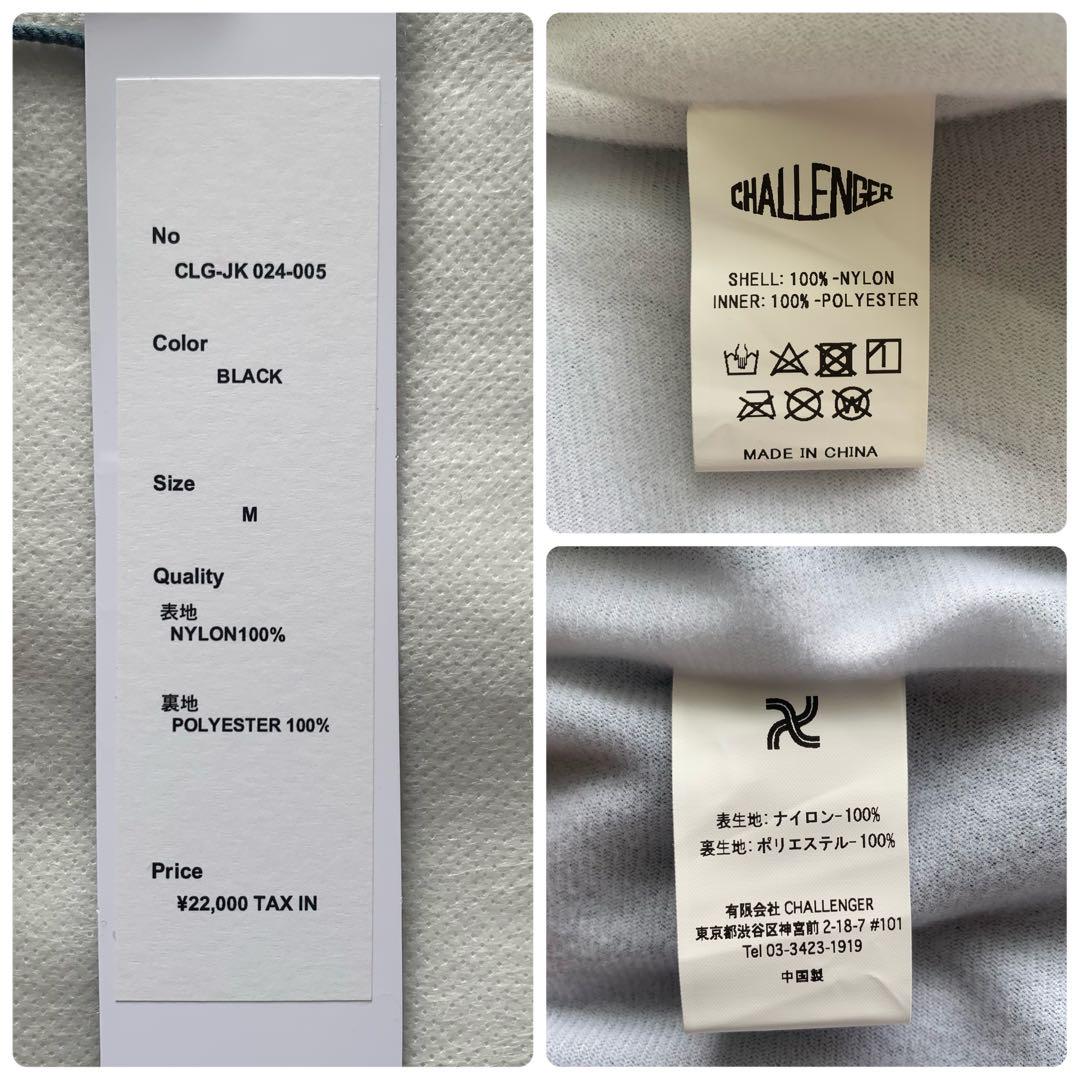 No
CLG-JK 024-005
Color
BLACK
Size
M
Quality
表地
NYLON100%
裏地
POLYESTER 100%
Price
¥22,000 TAX IN
CHALLENGER
SHELL: 100% -NYLON
INNER: 100% -POLYESTER
W
MADE IN CHINA
表生地: ナイロン-100%
裏生地: ポリエステル-100%
有限会社 CHALLENGER
東京都渋谷区神宮前 2-18-7 #101
Tel 03-3423-1919
中国製